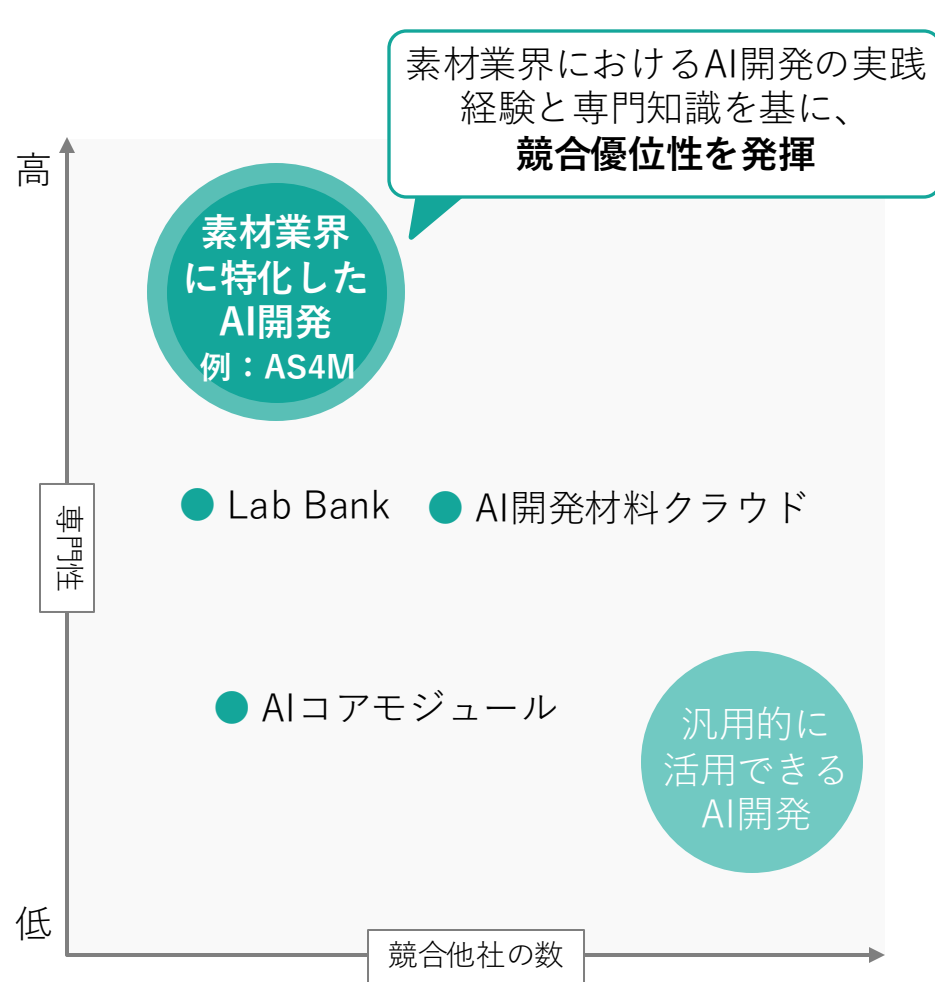 素材業界におけるAI開発の実践
経験と専門知識を基に、
競合優位性を発揮
高
素材業界
に特化した
AI開発
例：AS4M
Lab Bank
AI開発材料クラウド
専門性
AIコアモジュール
汎用的に
活用できる
AI開発
低
競合他社の数